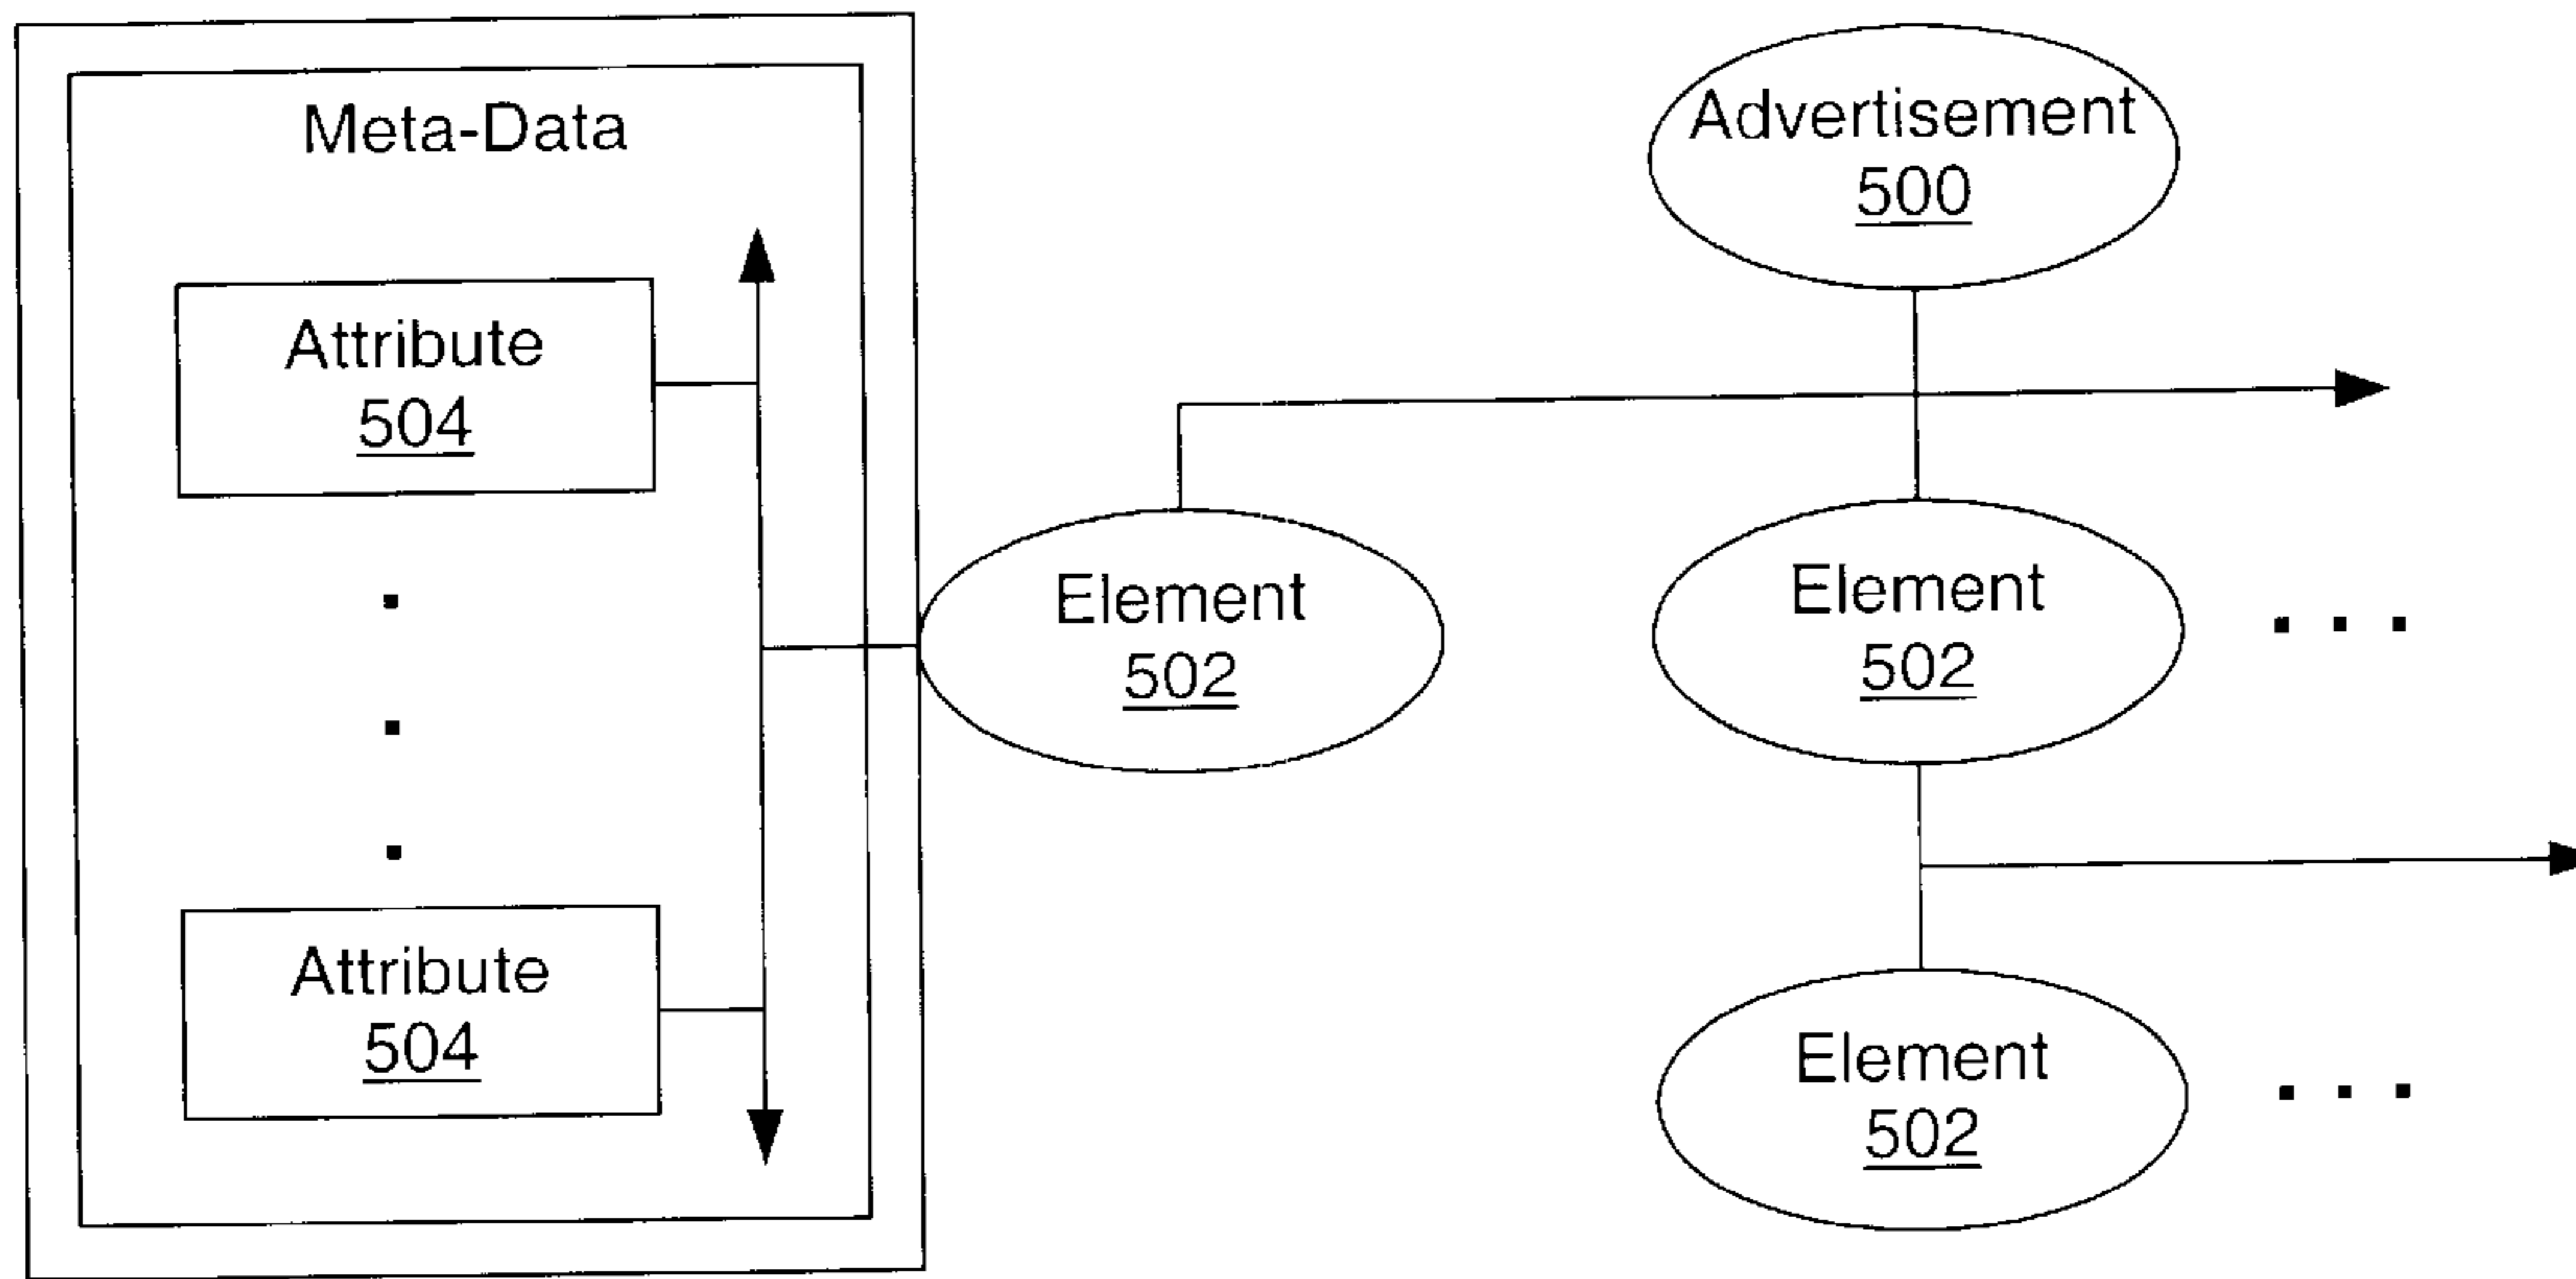 Meta-Data
Attribute
504
Attribute
504
Advertisement
500
Element
502
Element
502
Element
502